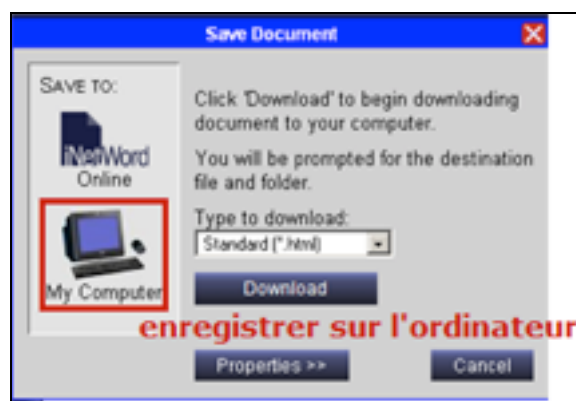 Save Document
SAVE TO:
iNetWord
Online
My Computer
Click 'Download' to begin downloading
document to your computer.
You will be prompted for the destination
file and folder.
Type to download:
Standard (*.html)
Download
enregistrer sur l'ordinateur
Properties >>
Cancel